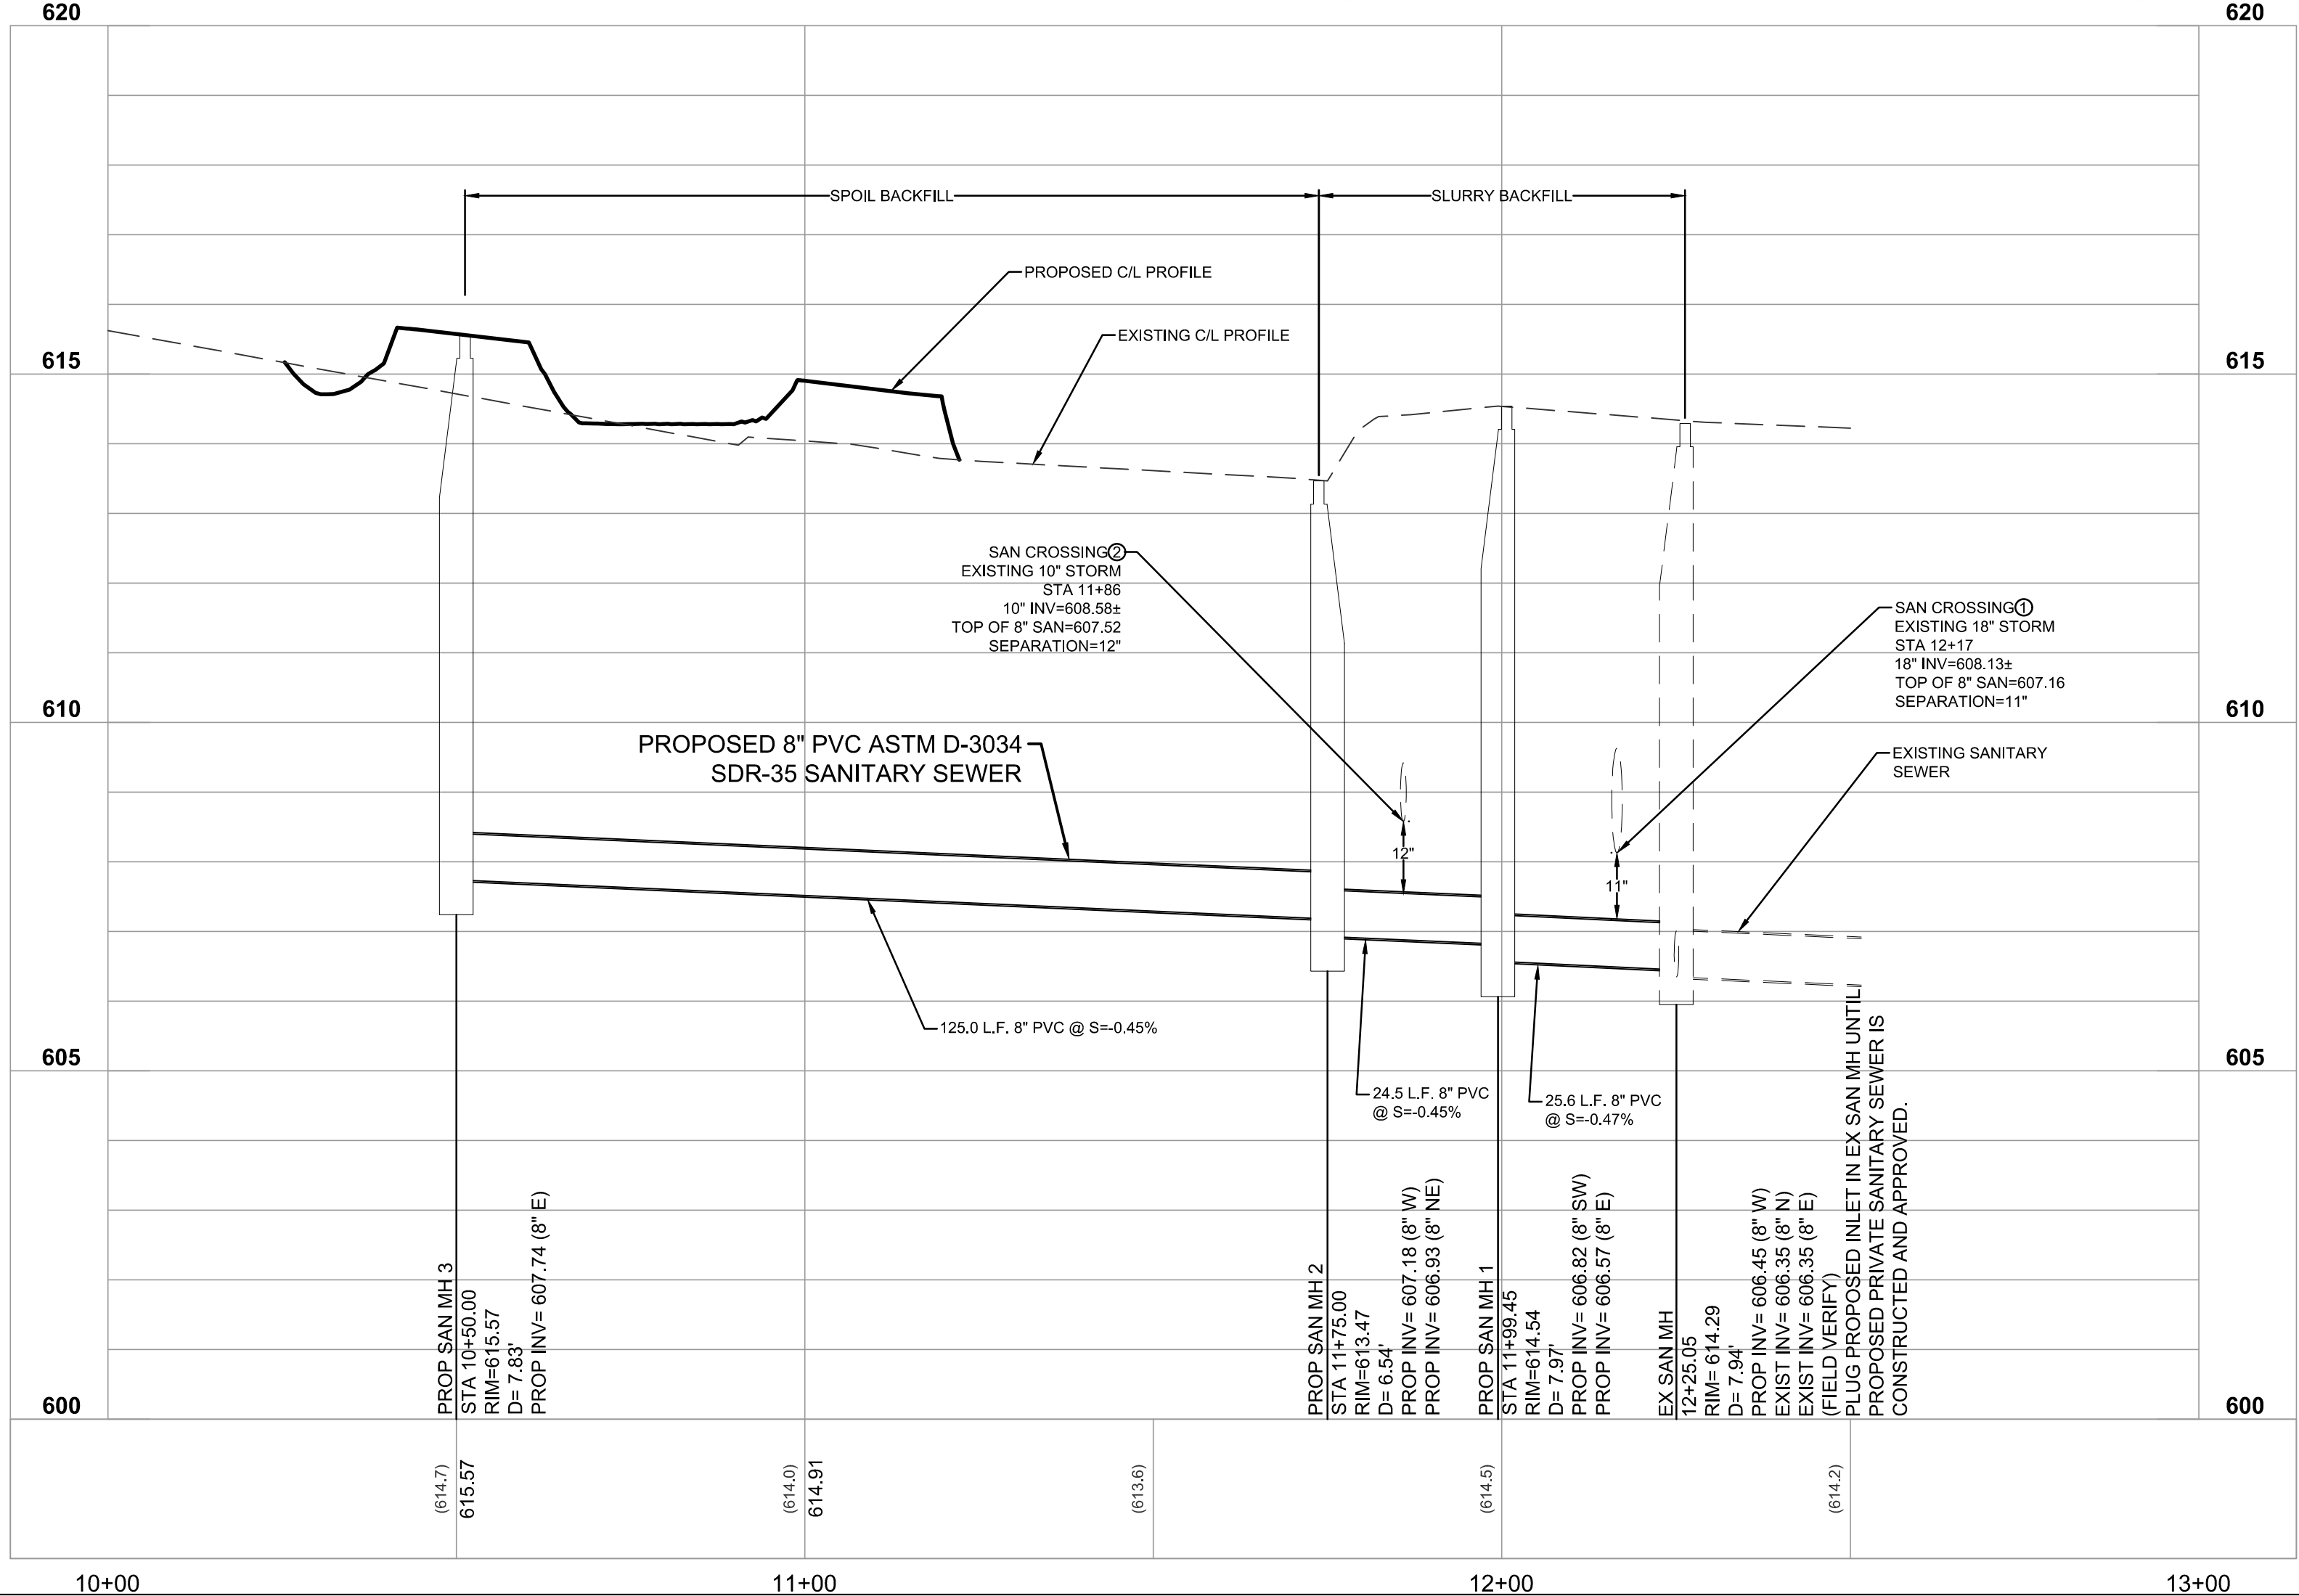 620
620
SPOIL BACKFILL
SLURRY BACKFILL
PROPOSED C/L PROFILE
EXISTING C/L PROFILE
615
615
SAN CROSSING 2
EXISTING 10" STORM
STA 11+86
10" INV=608.58±
TOP OF 8" SAN=607.52
SEPARATION=12"
SAN CROSSING 1
EXISTING 18" STORM
STA 12+17
18" INV=608.13±
TOP OF 8" SAN=607.16
SEPARATION=11"
610
610
PROPOSED 8" PVC ASTM D-3034
SDR-35 SANITARY SEWER
EXISTING SANITARY
SEWER
12"
11"
125.0 L.F. 8" PVC @ S=-0.45%
605
605
24.5 L.F. 8" PVC
@ S=-0.45%
25.6 L.F. 8" PVC
@ S=-0.47%
PROP SAN MH 3
STA 10+50.00
RIM=615.57
D= 7.83'
PROP INV= 607.74 (8" E)
PROP SAN MH 2
STA 11+75.00
RIM=613.47
D= 6.54'
PROP INV= 607.18 (8" W)
PROP INV= 606.93 (8" NE)
PROP SAN MH 1
STA 11+99.45
RIM=614.54
D= 7.97'
PROP INV= 606.82 (8" SW)
PROP INV= 606.57 (8" E)
EX SAN MH
12+25.05
RIM= 614.29
D= 7.94'
PROP INV= 606.45 (8" W)
EXIST INV= 606.35 (8" N)
EXIST INV= 606.35 (8" E)
(FIELD VERIFY)
PLUG PROPOSED INLET IN EX SAN MH UNTIL
PROPOSED PRIVATE SANITARY SEWER IS
CONSTRUCTED AND APPROVED.
600
600
(614.7)
615.57
(614.0)
614.91
(613.6)
(614.5)
(614.2)
10+00
11+00
12+00
13+00